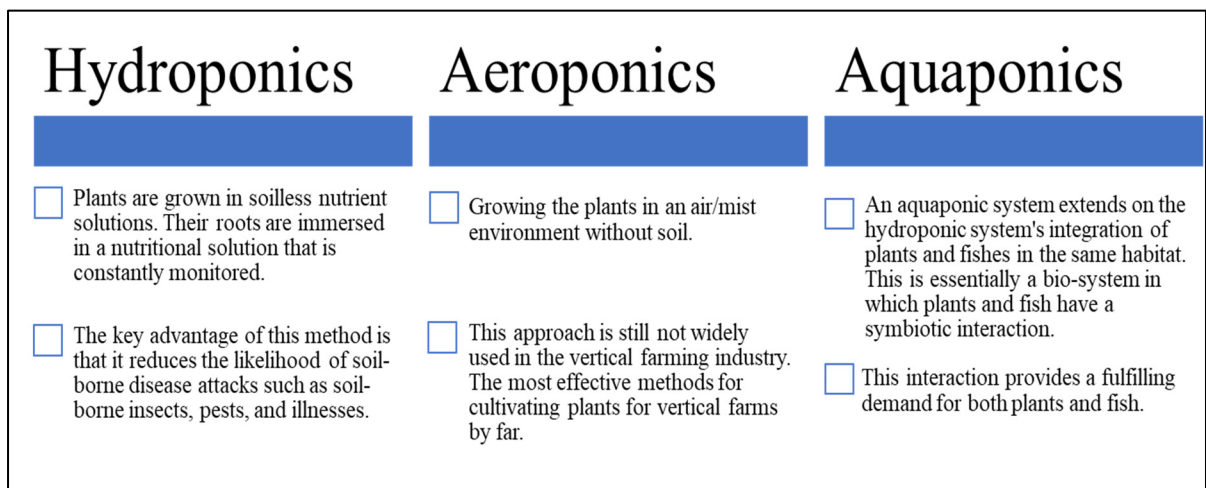 Hydroponics
Plants are grown in soilless nutrient
solutions. Their roots are immersed
in a nutritional solution that is
constantly monitored.
The key advantage of this method is
that it reduces the likelihood of soil-
borne disease attacks such as soil-
borne insects, pests, and illnesses.
Aeroponics
Growing the plants in an air/mist
environment without soil.
This approach is still not widely
used in the vertical farming industry.
The most effective methods for
cultivating plants for vertical farms
by far.
Aquaponics
An aquaponic system extends on the
hydroponic system's integration of
plants and fishes in the same habitat.
This is essentially a bio-system in
which plants and fish have a
symbiotic interaction.
This interaction provides a fulfilling
demand for both plants and fish.